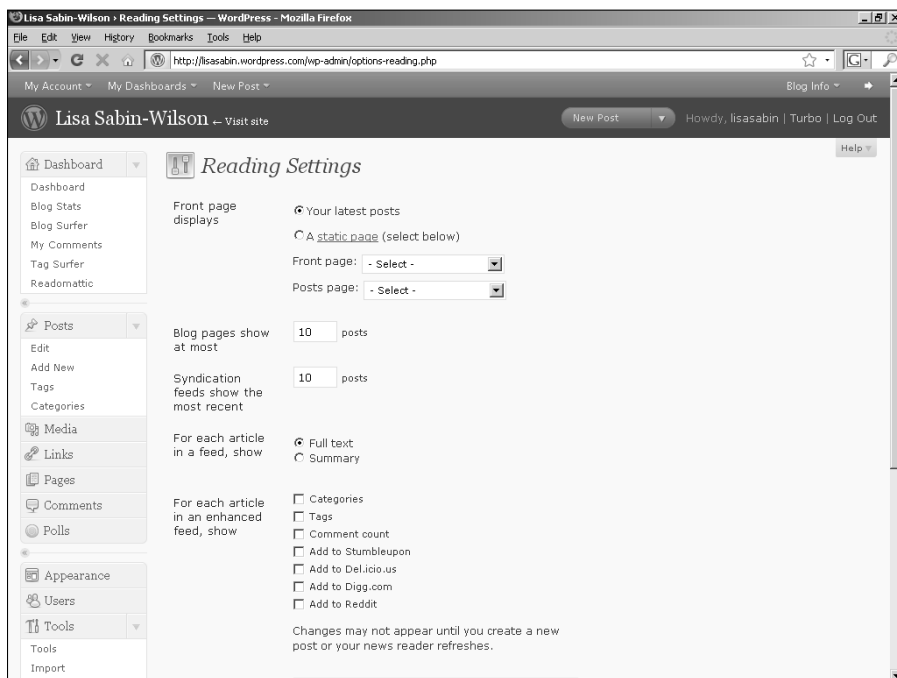 Lisa Sabin-Wilson › Reading Settings — WordPress - Mozilla Firefox
File Edit View History Bookmarks Tools Help
http://lisasabin.wordpress.com/wp-admin/options-reading.php
G
My Account My Dashboards New Post Blog Info
Lisa Sabin-Wilson ← Visit site New Post Howdy, lisasabin | Turbo | Log Out
Help
Dashboard
Dashboard
Blog Stats
Blog Surfer
My Comments
Tag Surfer
Readomattic
Posts
Edit
Add New
Tags
Categories
Media
Links
Pages
Comments
Polls
Appearance
Users
Tools
Tools
Import
Reading Settings
Front page
displays
Your latest posts
A static page (select below)
Front page: - Select -
Posts page: - Select -
Blog pages show
at most
10 posts
Syndication
feeds show the
most recent
10 posts
For each article
in a feed, show
Full text
Summary
For each article
in an enhanced
feed, show
Categories
Tags
Comment count
Add to Stumbleupon
Add to Del.icio.us
Add to Digg.com
Add to Reddit
Changes may not appear until you create a new
post or your news reader refreshes.